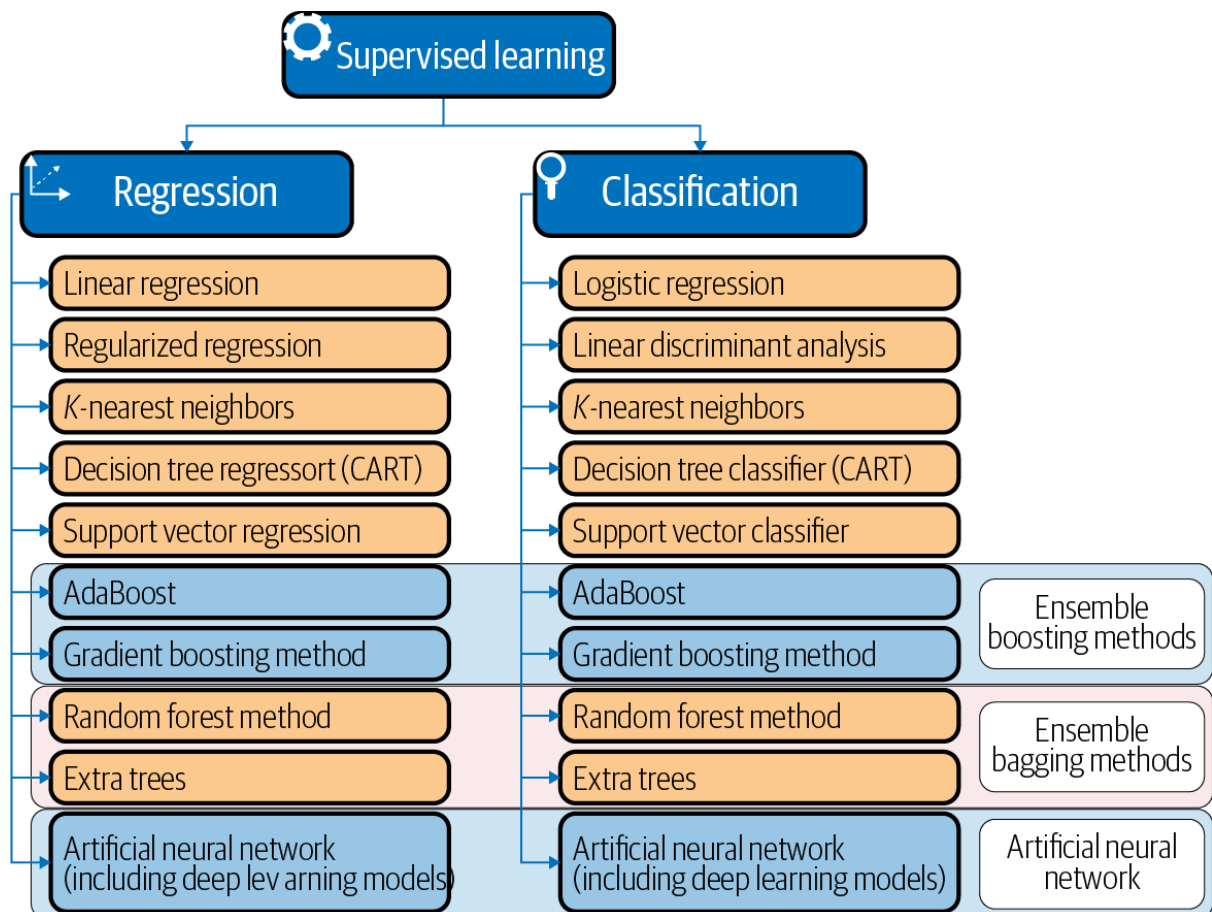 Supervised learning
Regression
Classification
Linear regression
Regularized regression
K-nearest neighbors
Decision tree regressort (CART)
Support vector regression
AdaBoost
Gradient boosting method
Random forest method
Extra trees
Artificial neural network
(including deep lev arning models)
Logistic regression
Linear discriminant analysis
K-nearest neighbors
Decision tree classifier (CART)
Support vector classifier
AdaBoost
Gradient boosting method
Random forest method
Extra trees
Artificial neural network
(including deep learning models)
Ensemble
boosting methods
Ensemble
bagging methods
Artificial neural
network